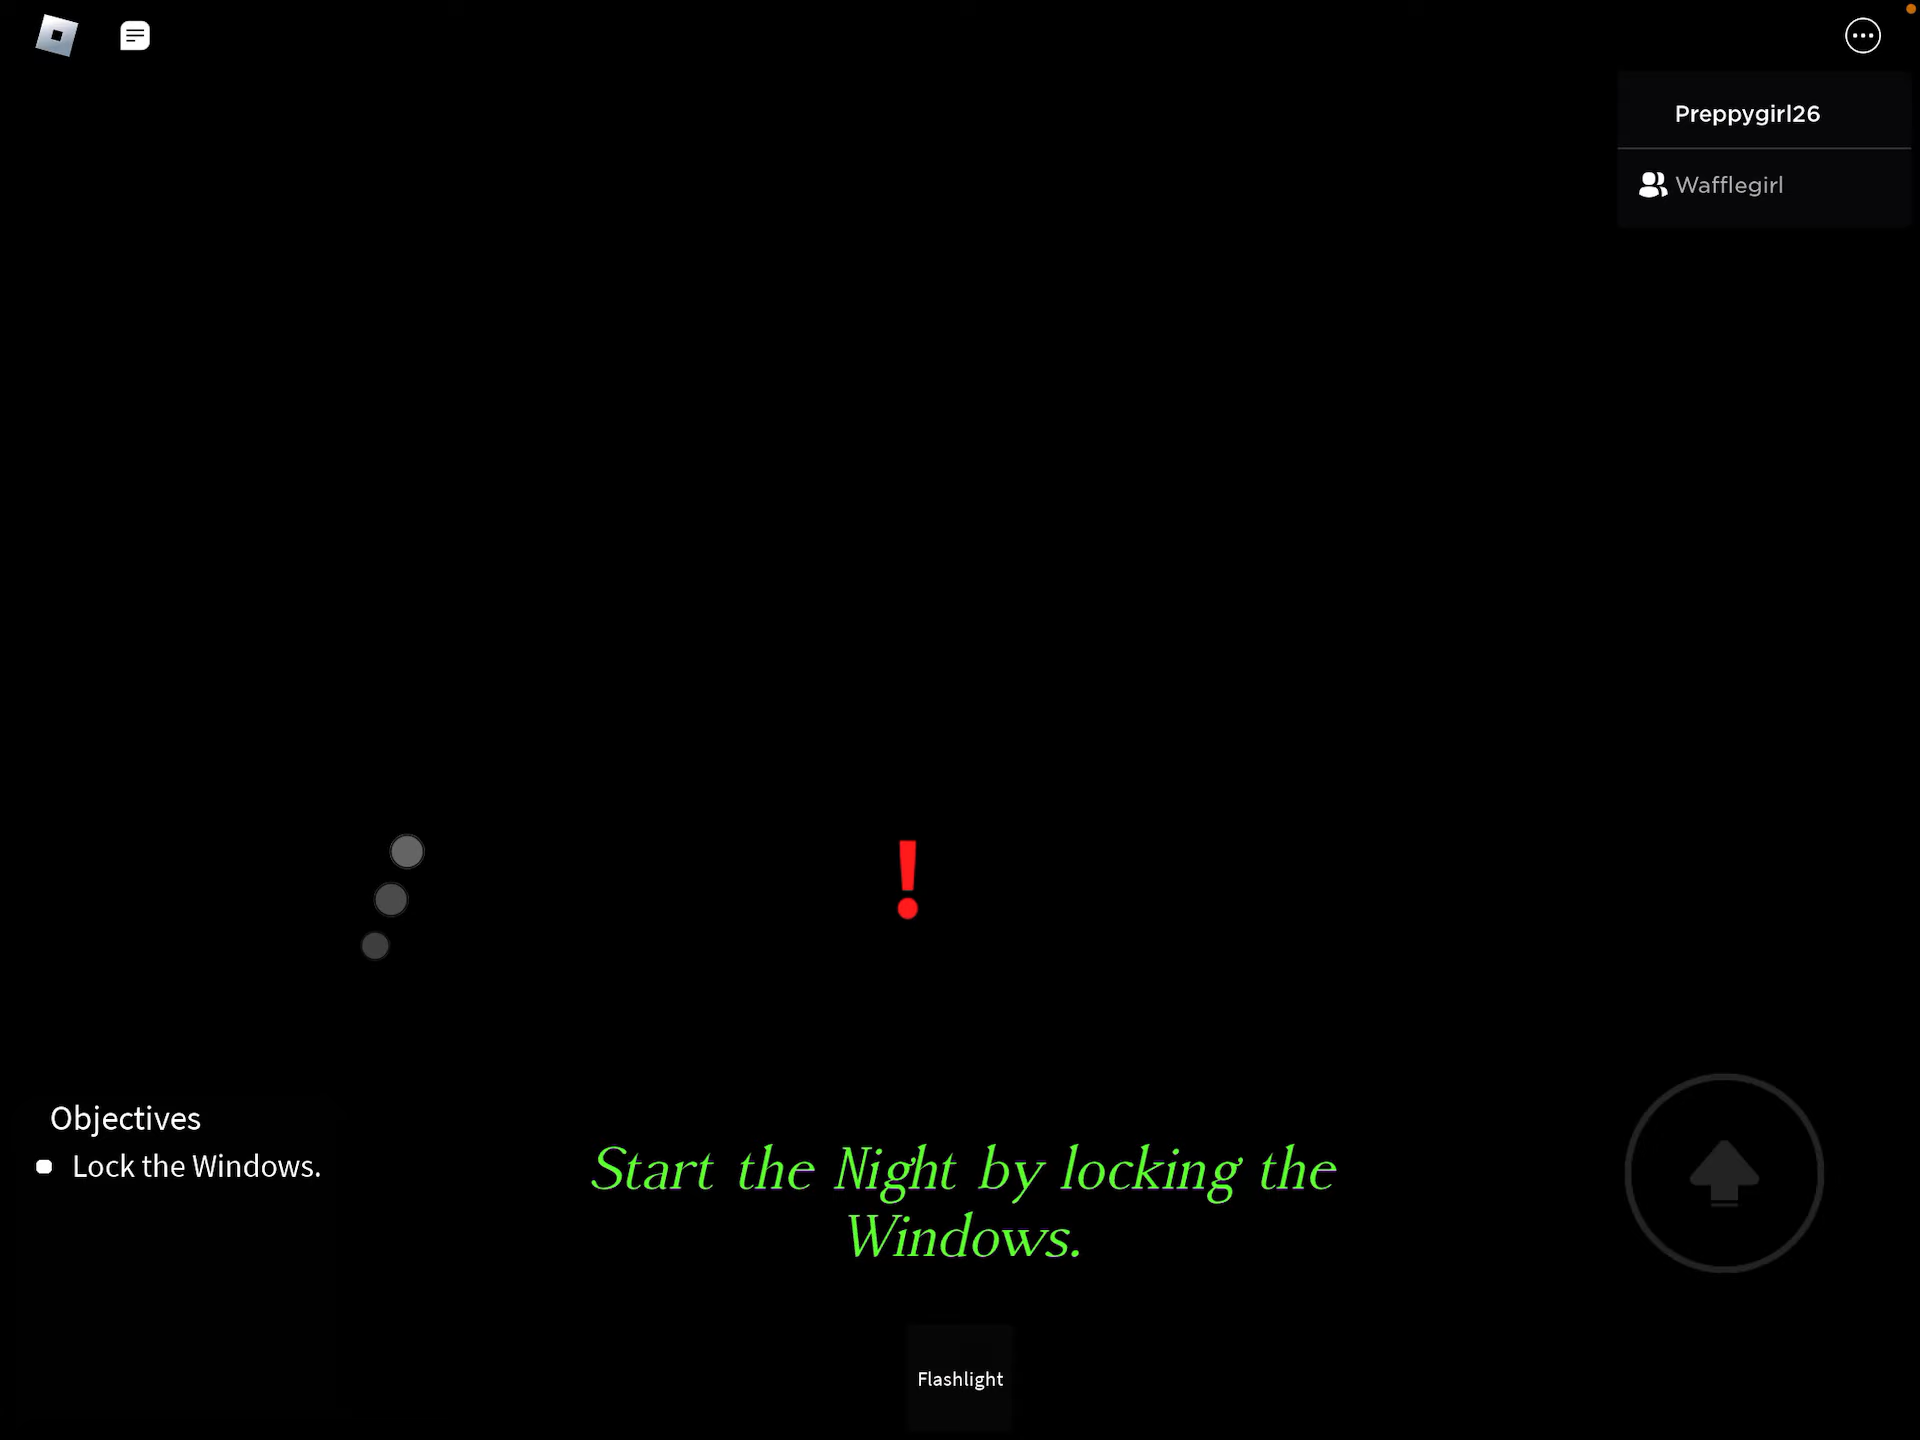 Preppygirl26
Wafflegirl
!
Objectives
Lock the Windows.
Start the Night by locking the
Windows.
Flashlight